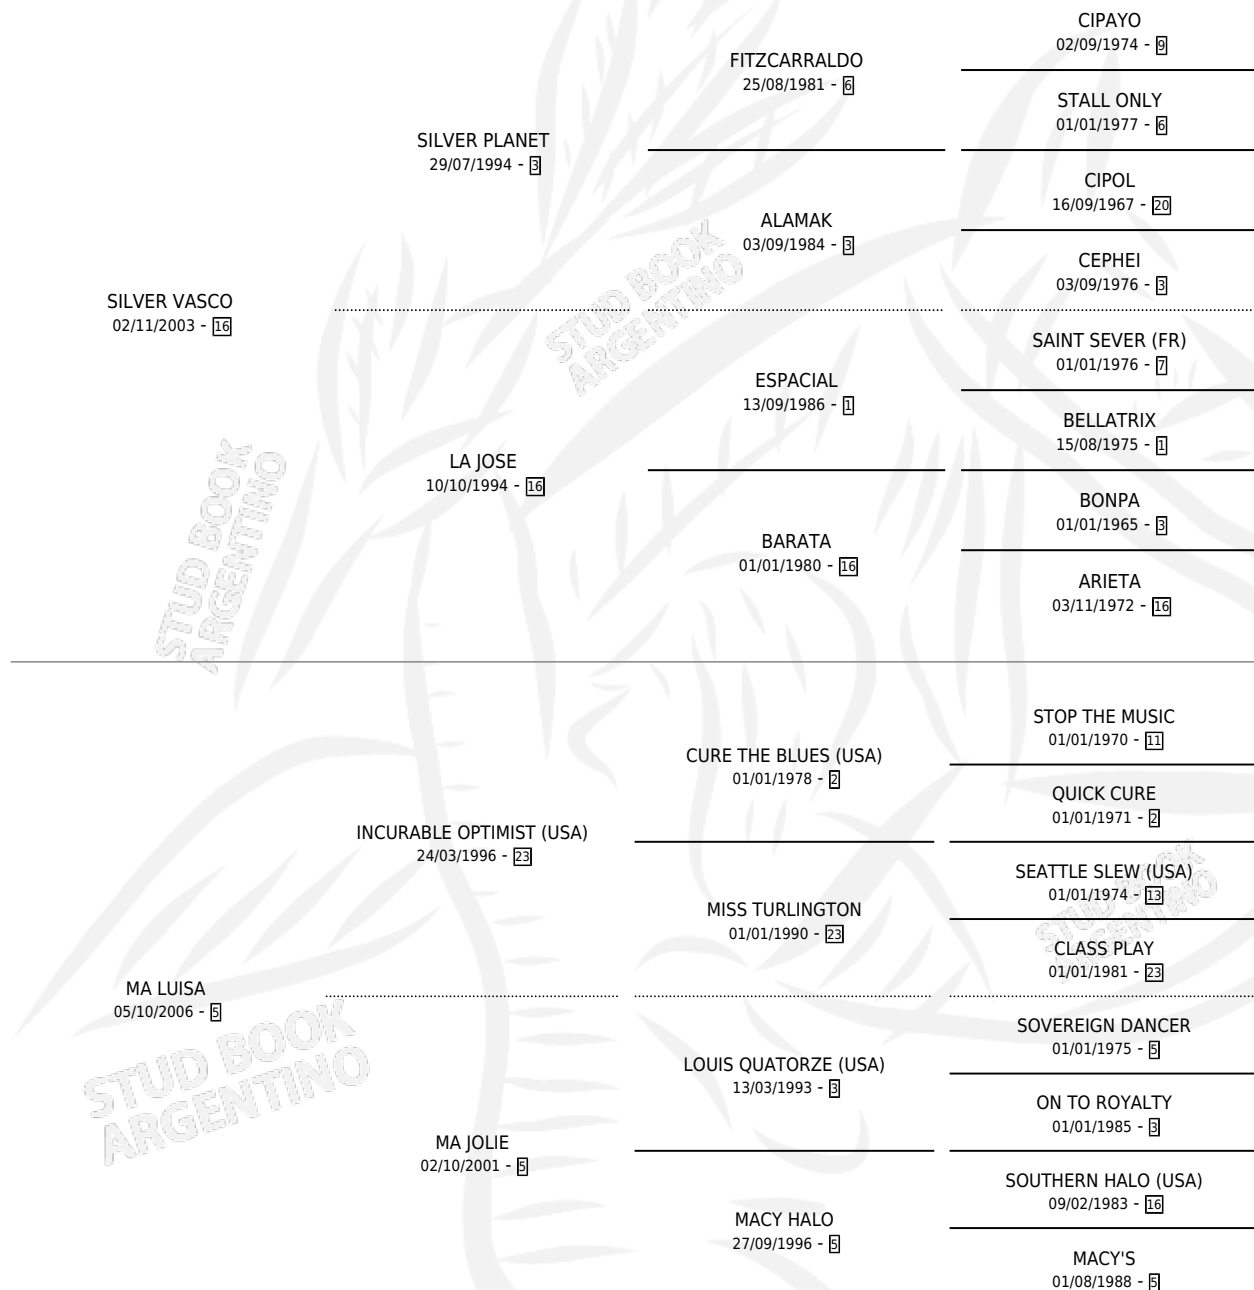 CIPAYO
02/09/1974 - 9
FITZCARRALDO
25/08/1981 - 6
STALL ONLY
01/01/1977 - 6
SILVER PLANET
29/07/1994 - 3
CIPOL
16/09/1967 - 20
ALAMAK
03/09/1984 - 3
CEPHEI
03/09/1976 - 3
SILVER VASCO
02/11/2003 - 16
SAINT SEVER (FR)
01/01/1976 - 7
ESPACIAL
13/09/1986 - 1
BELLATRIX
15/08/1975 - 1
LA JOSE
10/10/1994 - 16
BONPA
01/01/1965 - 3
BARATA
01/01/1980 - 16
ARIETA
03/11/1972 - 16
STOP THE MUSIC
01/01/1970 - 11
CURE THE BLUES (USA)
01/01/1978 - 2
QUICK CURE
01/01/1971 - 2
INCURABLE OPTIMIST (USA)
24/03/1996 - 23
SEATTLE SLEW (USA)
01/01/1974 - 13
MISS TURLINGTON
01/01/1990 - 23
CLASS PLAY
01/01/1981 - 23
MA LUISA
05/10/2006 - 5
SOVEREIGN DANCER
01/01/1975 - 5
LOUIS QUATORZE (USA)
13/03/1993 - 3
ON TO ROYALTY
01/01/1985 - 3
MA JOLIE
02/10/2001 - 5
SOUTHERN HALO (USA)
09/02/1983 - 16
MACY HALO
27/09/1996 - 5
MACY'S
01/08/1988 - 5
STUD BOOK
ARGENTINO
STUD BOOK
ARGENTINO
STUD BOOK
ARGENTINO
STUD BOOK
ARGENTINO